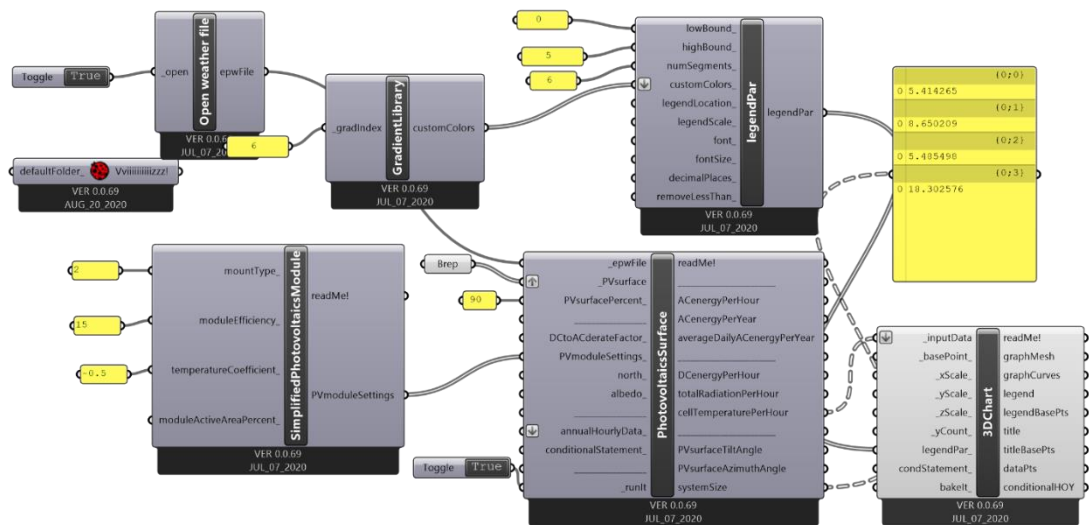 Toggle True
_open
Open weather file
epwFile
VER 0.0.6
JUL_07_20
defaultFolder_
Vviiiiiiiiiizzz!
VER 0.0.69
AUG_20_2020
6
_gradIndex
GradientLibrary
customColors
VER 0.0.69
JUL_07_2020
0
5
6
lowBound_
highBound_
numSegments_
customColors_
legendLocation_
legendScale_
font_
fontSize_
decimalPlaces_
removeLessThan_
legendPar
legendPar
VER 0.0.69
JUL_07_2020
{0;0}
0 5.414265
{0;1}
0 8.650209
{0;2}
0 5.485498
{0;3}
0 18.302576
2
15
-0.5
mountType_
moduleEfficiency_
temperatureCoefficient_
moduleActiveAreaPercent_
SimplifiedPhotovoltaicsModule
readMe!
PVmoduleSettings
VER 0.0.69
JUL_07_2020
Brep
90
Toggle True
_epwFile
_PVsurface
PVsurfacePercent_
DCtoACderateFactor_
PVmoduleSettings_
north_
albedo_
annualHourlyData_
conditionalStatement_
_runIt
PhotovoltaicsSurface
readMe!
ACenergyPerHour
ACenergyPerYear
averageDailyACenergyPerYear
DCenergyPerHour
totalRadiationPerHour
cellTemperaturePerHour
PVsurfaceTiltAngle
PVsurfaceAzimuthAngle
systemSize
VER 0.0.69
JUL_07_2020
_inputData
_basePoint_
_xScale_
_yScale_
_zScale_
_yCount_
legendPar_
condStatement_
bakeIt_
3DChart
readMe!
graphMesh
graphCurves
legend
legendBasePts
title
titleBasePts
dataPts
conditionalHOY
VER 0.0.69
JUL_07_2020